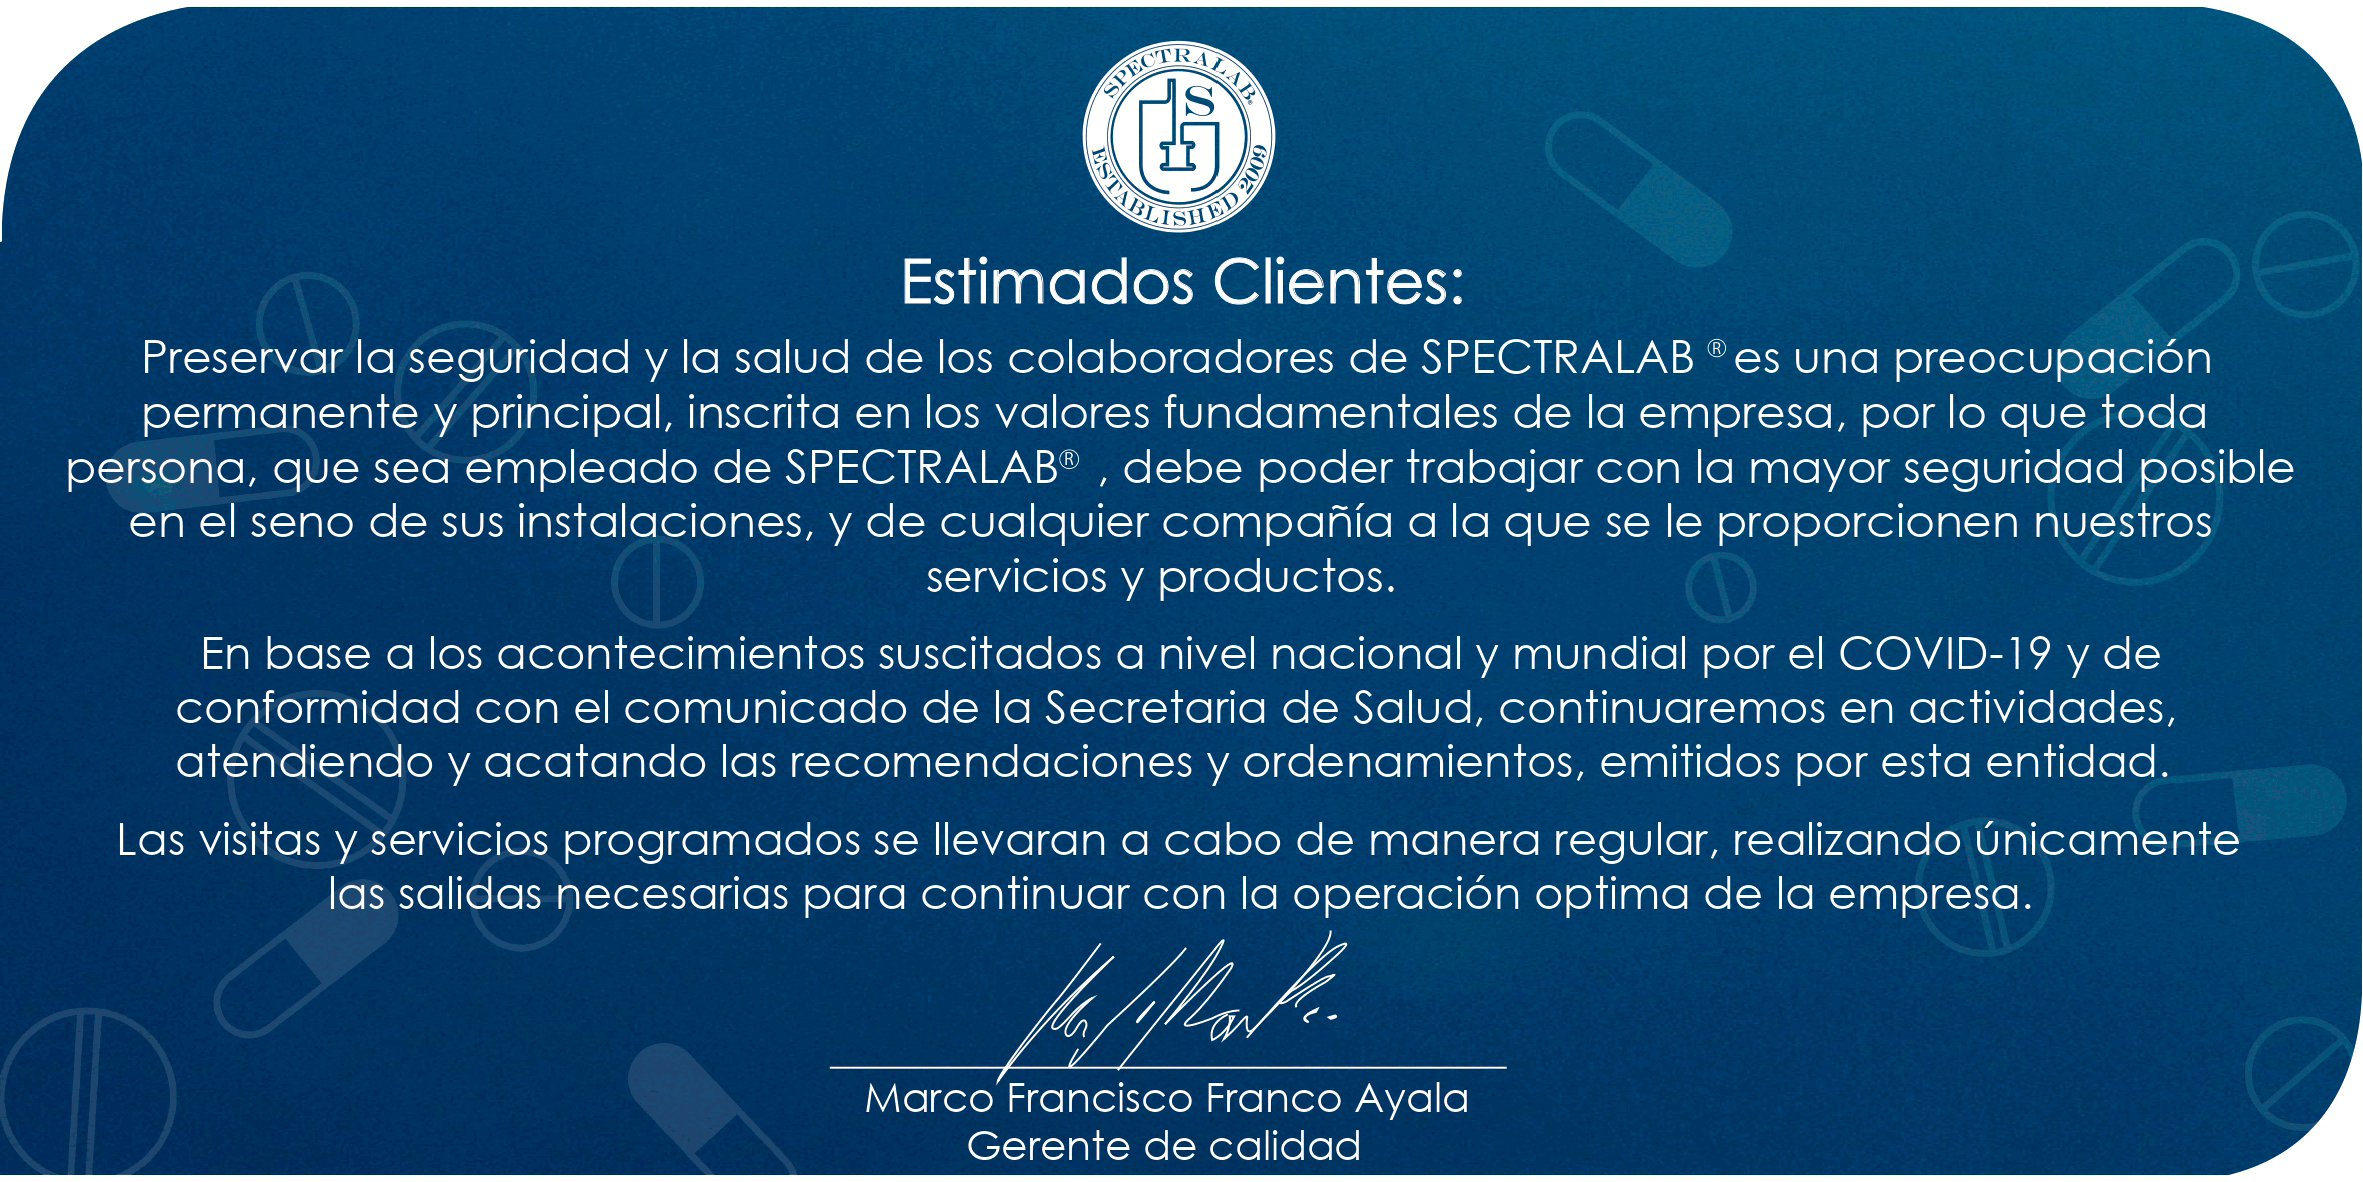 SPECTRALAB®
S
ESTABLISHED 2009
Estimados Clientes:
Preservar la seguridad y la salud de los colaboradores de SPECTRALAB ® es una preocupación
permanente y principal, inscrita en los valores fundamentales de la empresa, por lo que toda
persona, que sea empleado de SPECTRALAB® , debe poder trabajar con la mayor seguridad posible
en el seno de sus instalaciones, y de cualquier compañía a la que se le proporcionen nuestros
servicios y productos.
En base a los acontecimientos suscitados a nivel nacional y mundial por el COVID-19 y de
conformidad con el comunicado de la Secretaria de Salud, continuaremos en actividades,
atendiendo y acatando las recomendaciones y ordenamientos, emitidos por esta entidad.
Las visitas y servicios programados se llevaran a cabo de manera regular, realizando únicamente
las salidas necesarias para continuar con la operación optima de la empresa.
Marco Francisco Franco Ayala
Gerente de calidad